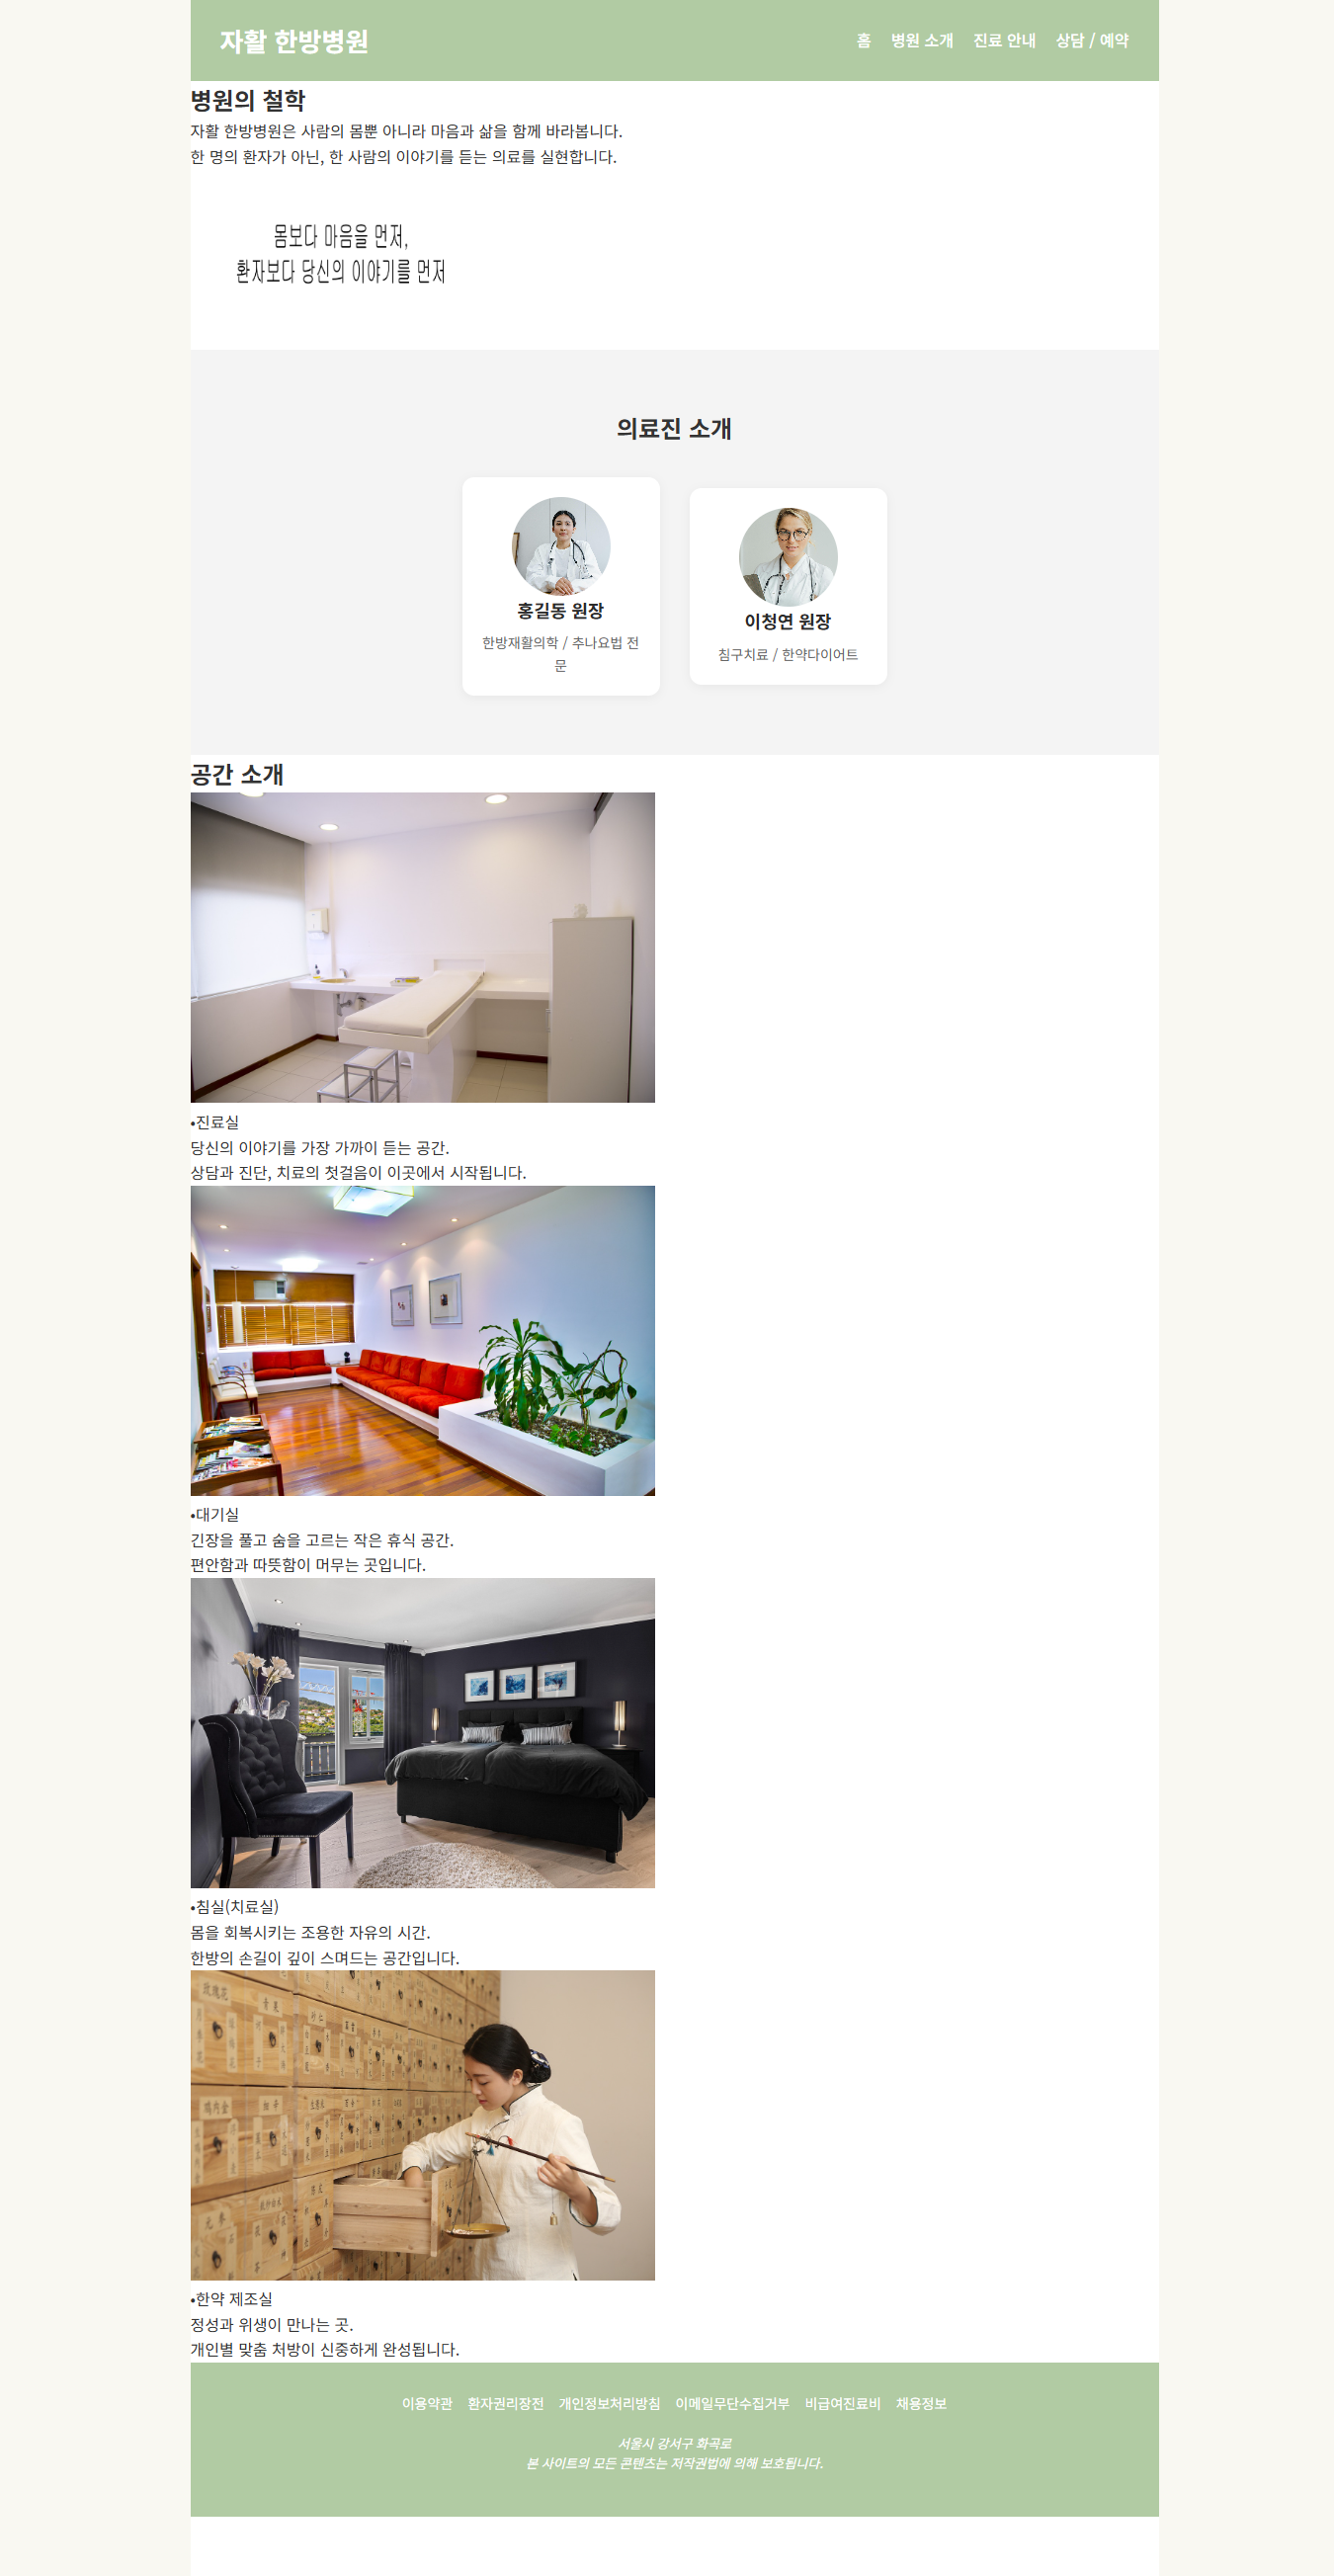 자활 한방병원
홈 병원 소개 진료 안내 상담 / 예약
병원의 철학
자활 한방병원은 사람의 몸뿐 아니라 마음과 삶을 함께 바라봅니다.
한 명의 환자가 아닌, 한 사람의 이야기를 듣는 의료를 실현합니다.
몸보다 마음을 먼저,
환자보다 당신의 이야기를 먼저
의료진 소개
홍길동 원장
한방재활의학 / 추나요법 전
문
이청연 원장
침구치료 / 한약다이어트
공간 소개
•진료실
당신의 이야기를 가장 가까이 듣는 공간.
상담과 진단, 치료의 첫걸음이 이곳에서 시작됩니다.
•대기실
긴장을 풀고 숨을 고르는 작은 휴식 공간.
편안함과 따뜻함이 머무는 곳입니다.
•침실(치료실)
몸을 회복시키는 조용한 자유의 시간.
한방의 손길이 깊이 스며드는 공간입니다.
•한약 제조실
정성과 위생이 만나는 곳.
개인별 맞춤 처방이 신중하게 완성됩니다.
이용약관 환자권리장전 개인정보처리방침 이메일무단수집거부 비급여진료비 채용정보
서울시 강서구 화곡로
본 사이트의 모든 콘텐츠는 저작권법에 의해 보호됩니다.